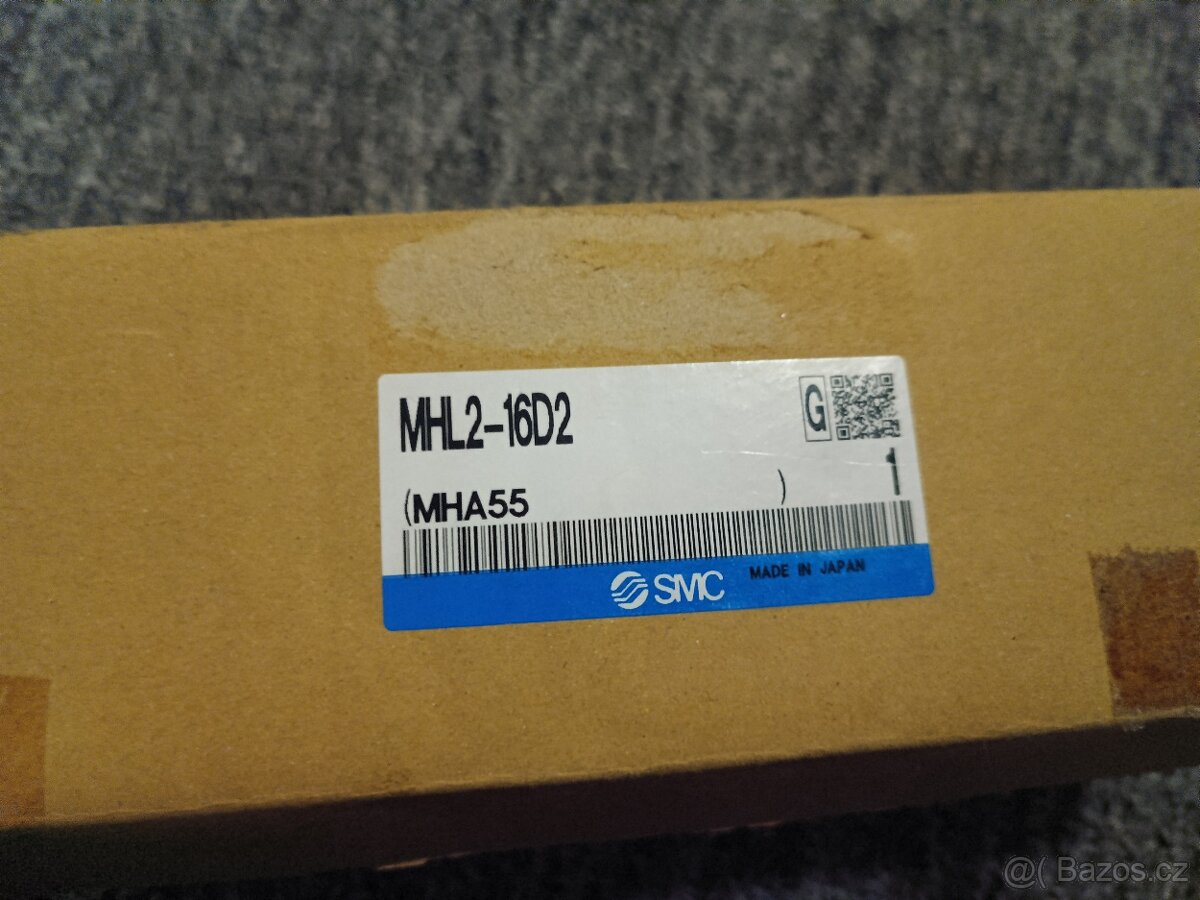 MHL2-16D2
G
(MHA55 )
1
SMC MADE IN JAPAN
@( Bazos.cz